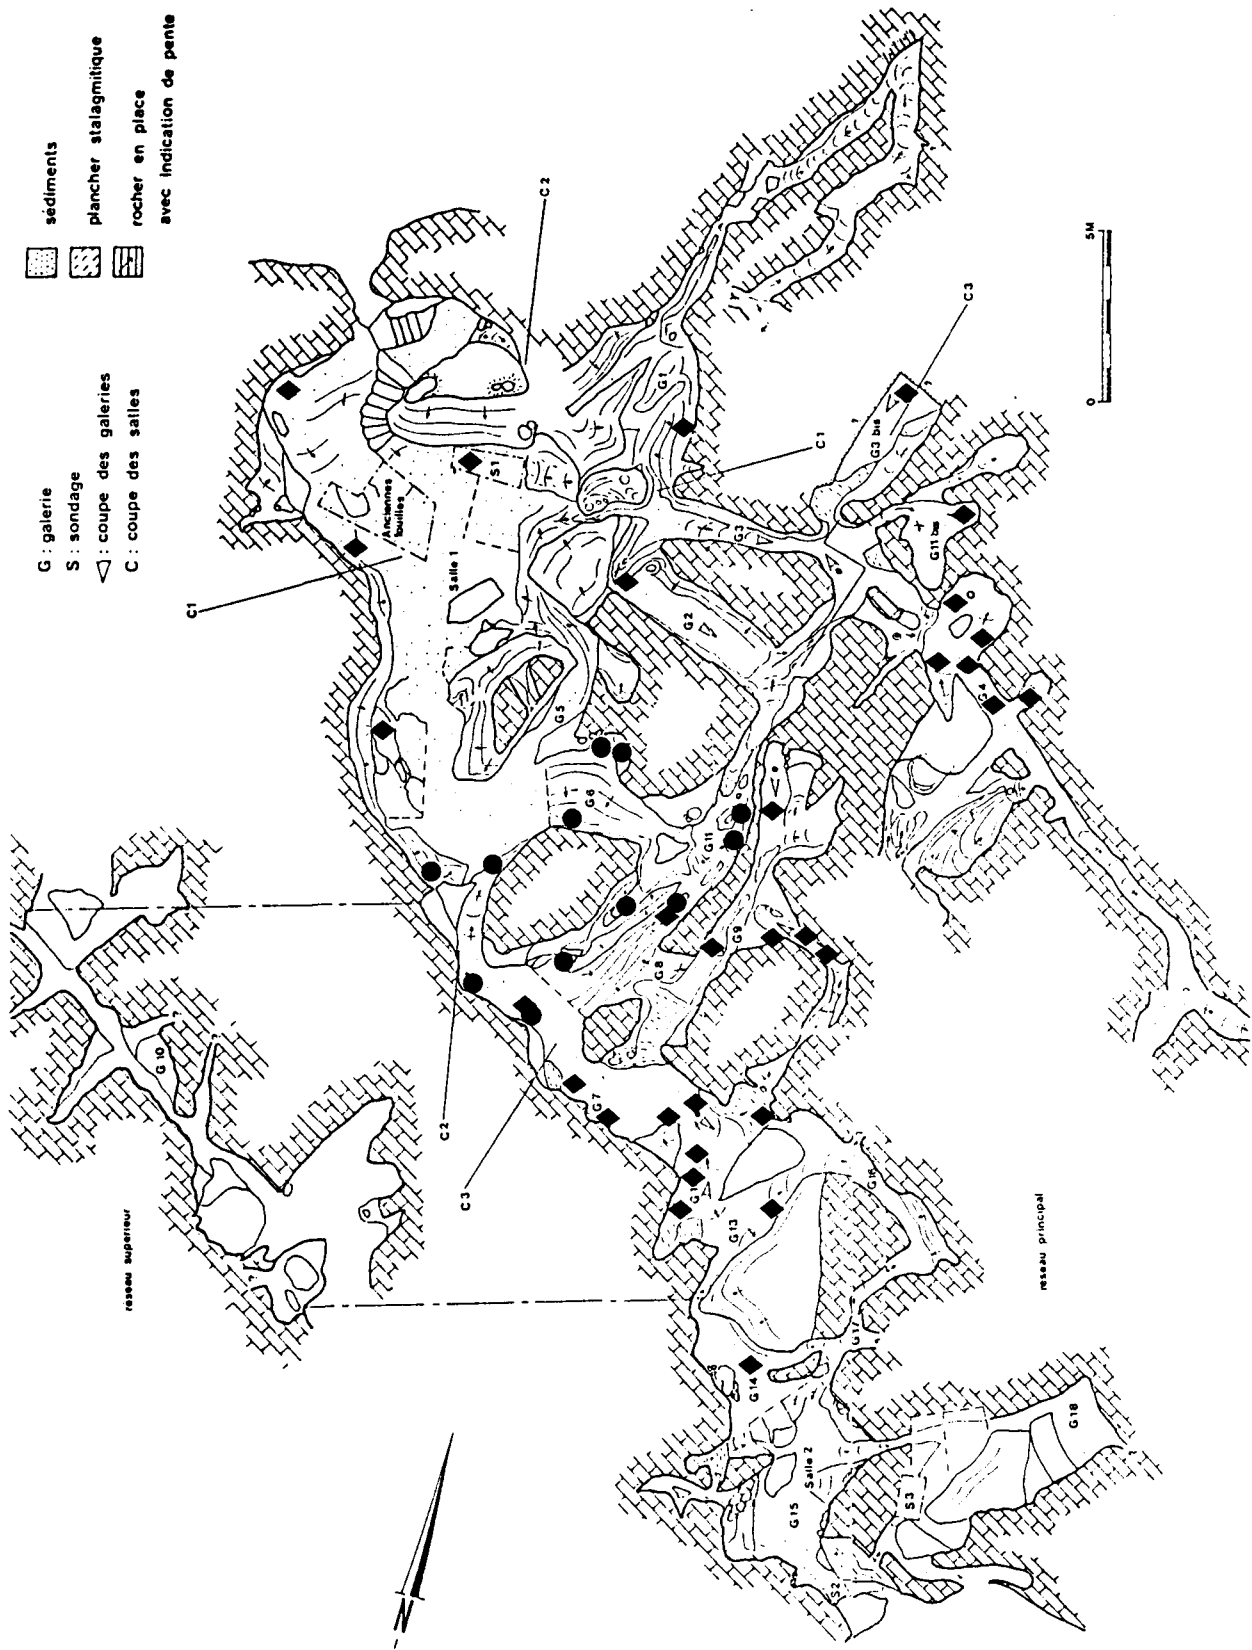 G : galerie
S : sondage
◁ : coupe des galeries
C : coupe des salles
sédiments
plancher stalagmitique
rocher en place
avec indication de pente
réseau supérieur
réseau principal
0
5M
N
C1
C1
C2
C2
C3
C3
Anciennes
fouilles
Salle 1
S1
G1
G2
G3
G3 bis
G4
G5
G6
G7
G8
G9
G10
G11
G11 bis
G13
G14
G15
G16
G17
G18
Salle 2
S2
S3